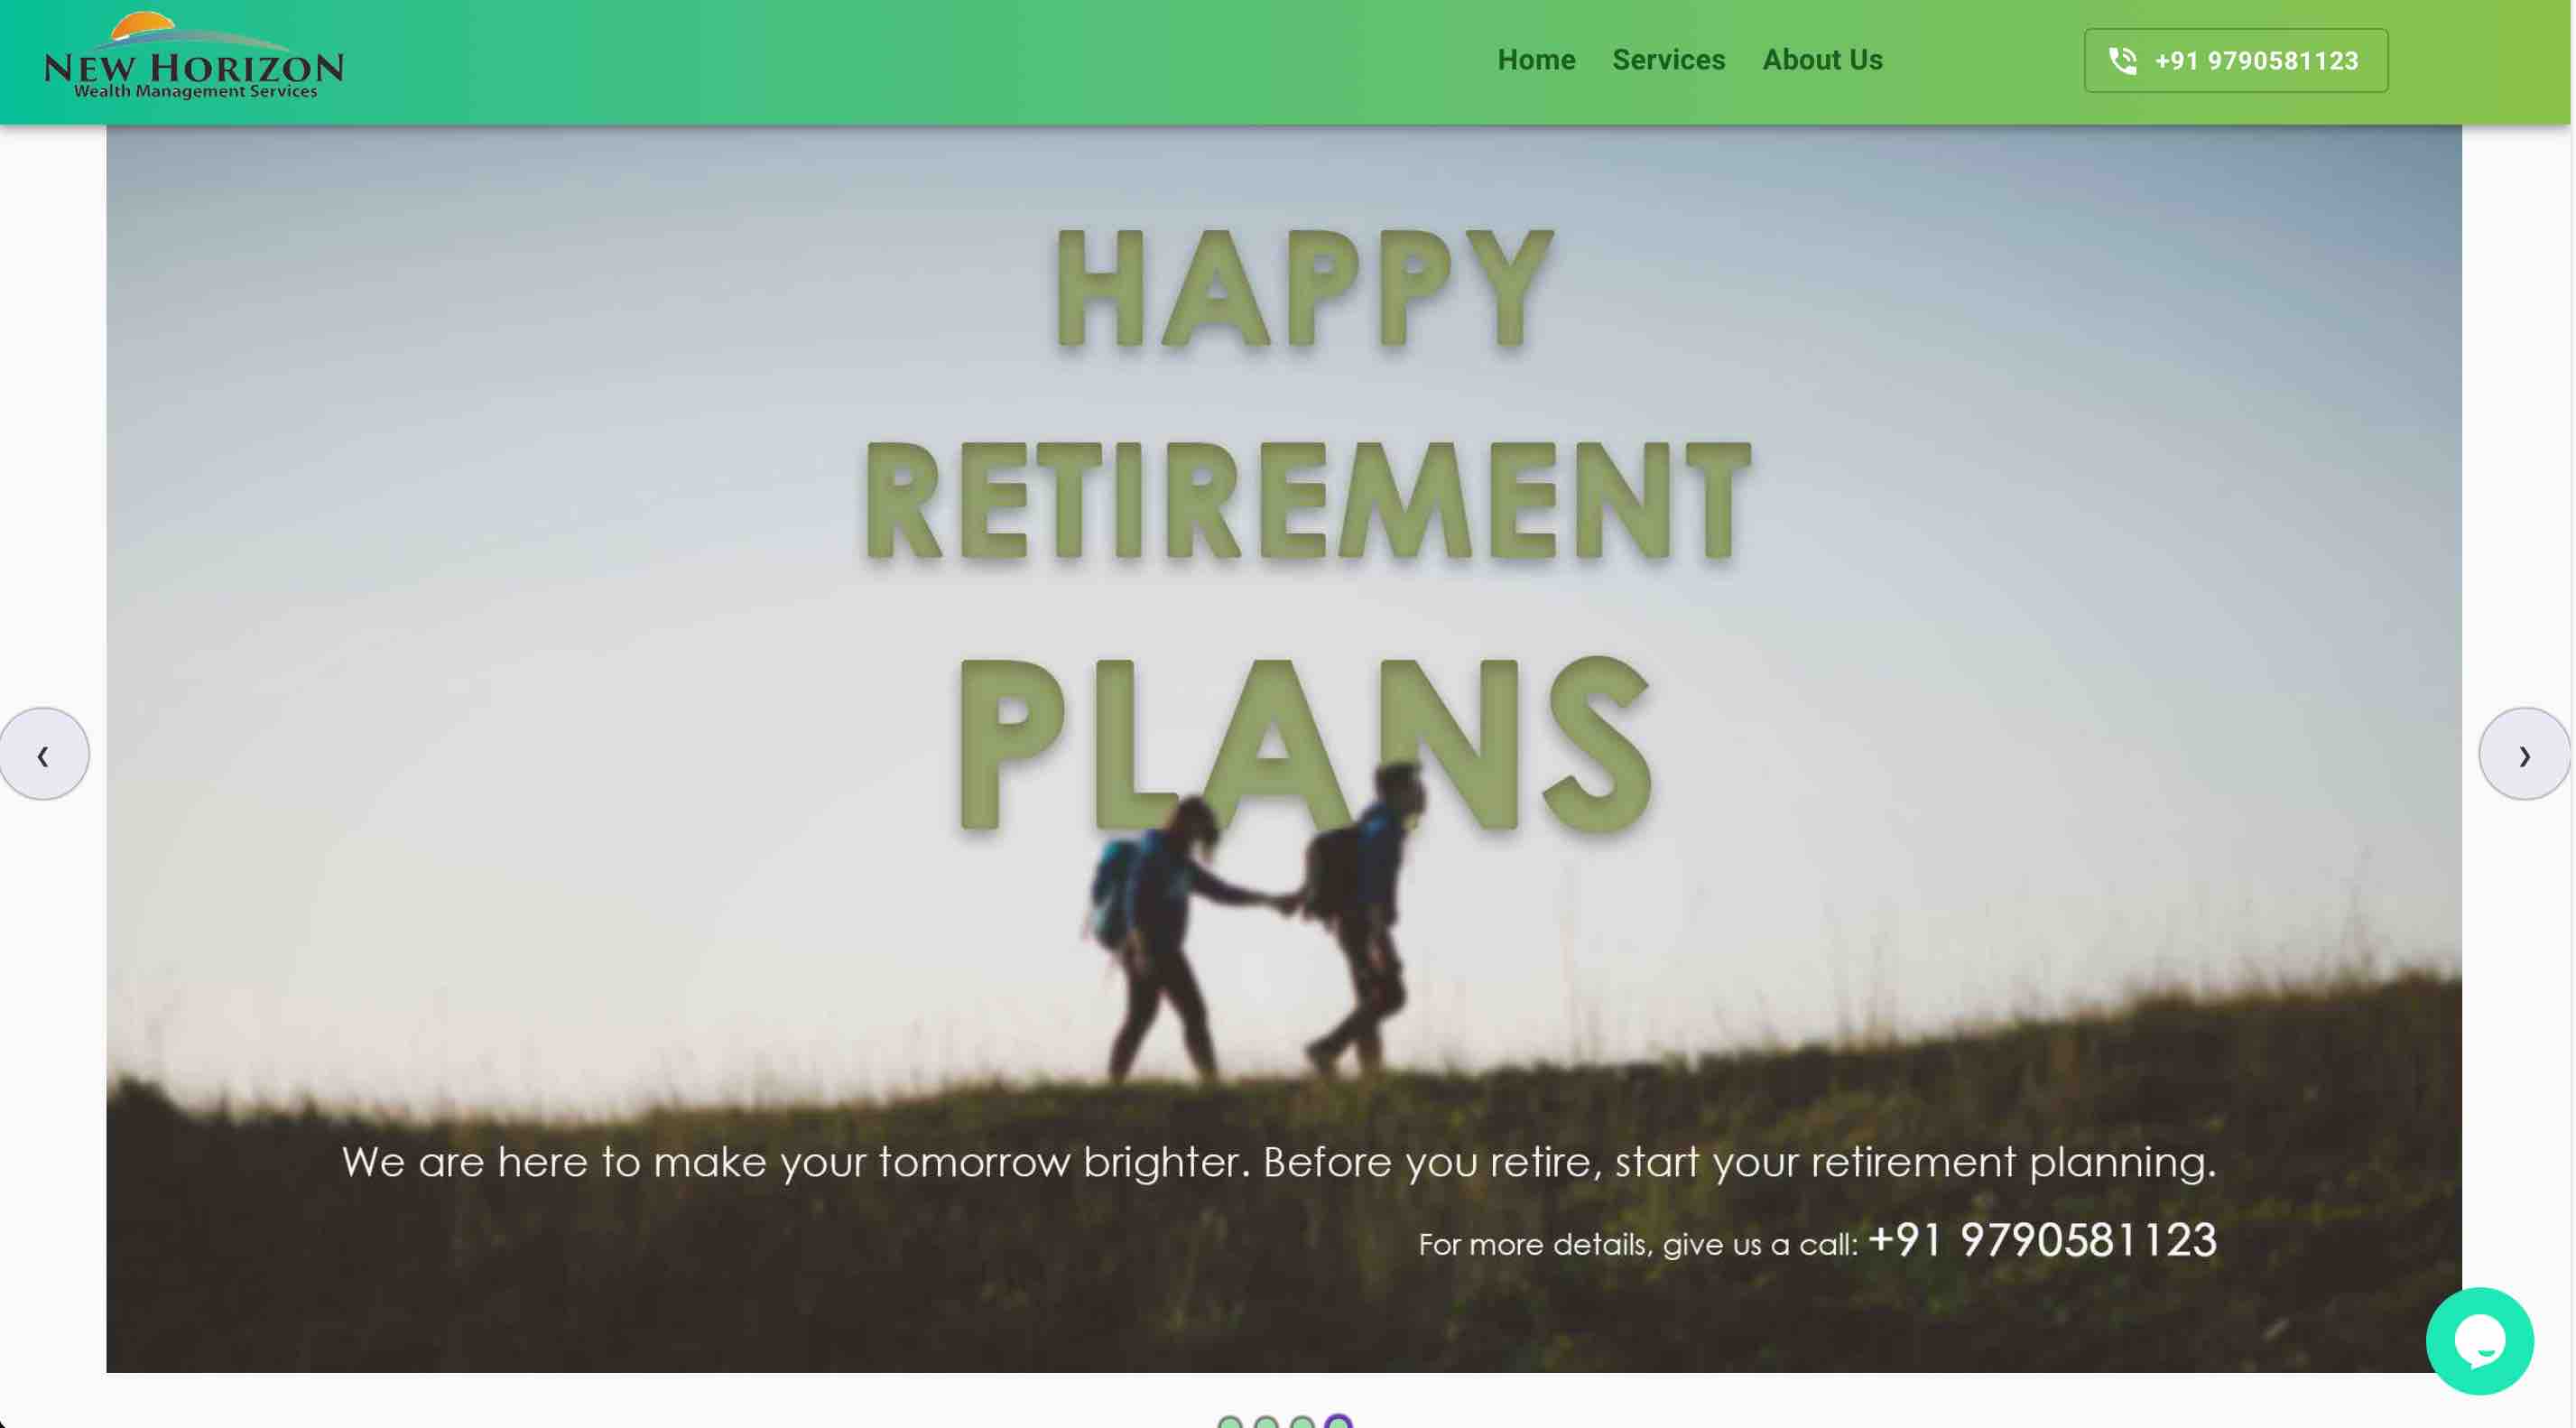 NEW HORIZON
Wealth Management Services
Home Services About Us +91 9790581123
HAPPY
RETIREMENT
PLANS
We are here to make your tomorrow brighter. Before you retire, start your retirement planning.
For more details, give us a call: +91 9790581123